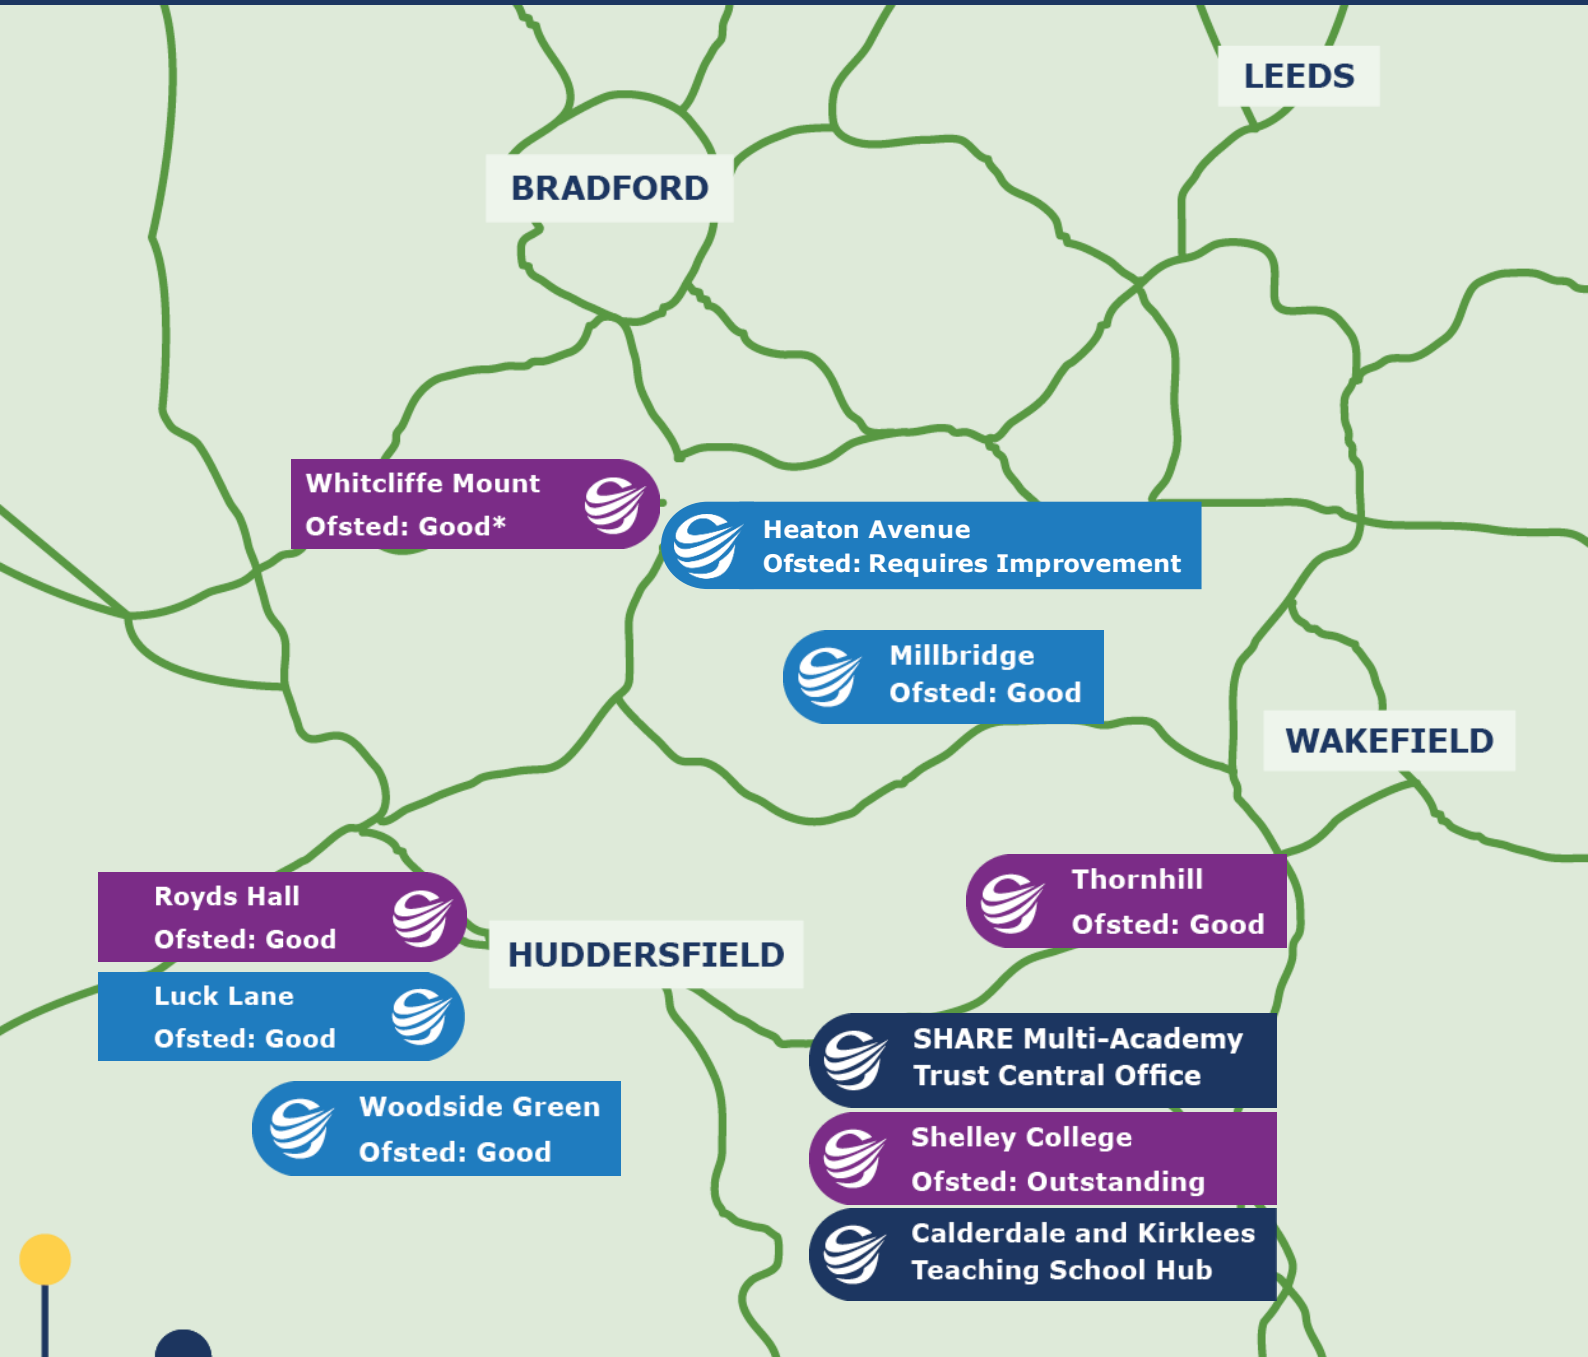 LEEDS
BRADFORD
Whitcliffe Mount
Ofsted: Good*
Heaton Avenue
Ofsted: Requires Improvement
Millbridge
Ofsted: Good
WAKEFIELD
Thornhill
Ofsted: Good
Royds Hall
Ofsted: Good
HUDDERSFIELD
Luck Lane
Ofsted: Good
SHARE Multi-Academy
Trust Central Office
Woodside Green
Ofsted: Good
Shelley College
Ofsted: Outstanding
Calderdale and Kirklees
Teaching School Hub